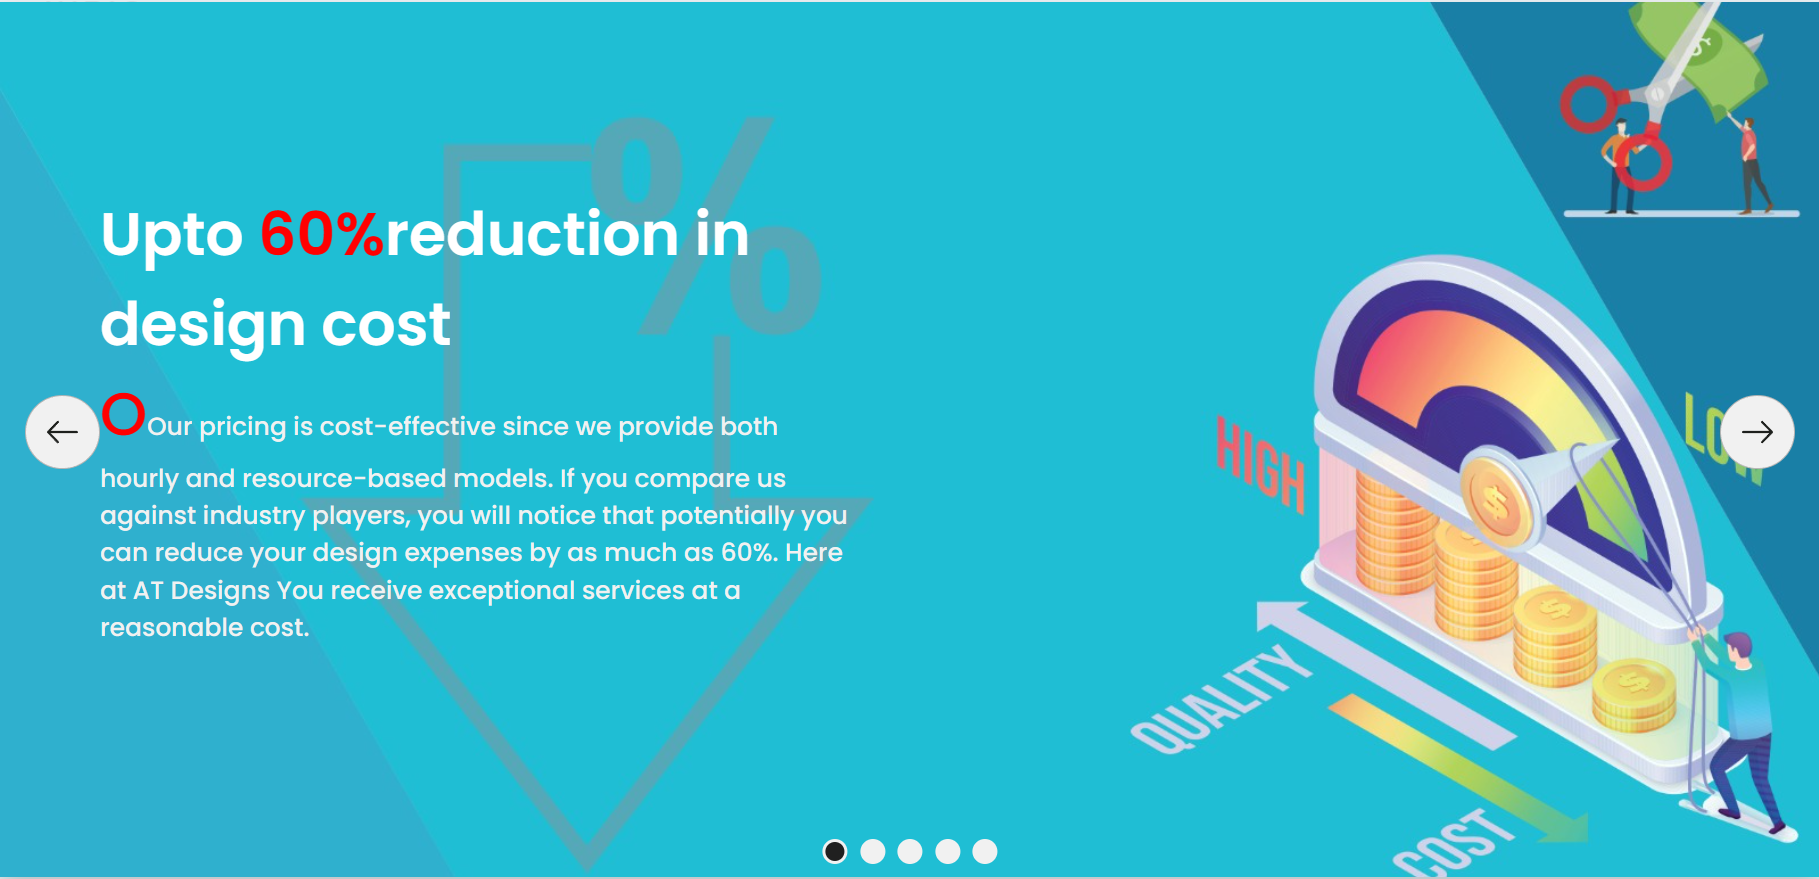 Upto 60%reduction in
design cost
O Our pricing is cost-effective since we provide both
hourly and resource-based models. If you compare us
against industry players, you will notice that potentially you
can reduce your design expenses by as much as 60%. Here
at AT Designs You receive exceptional services at a
reasonable cost.
%
HIGH
LOW
QUALITY
COST
$
$
$
$
$